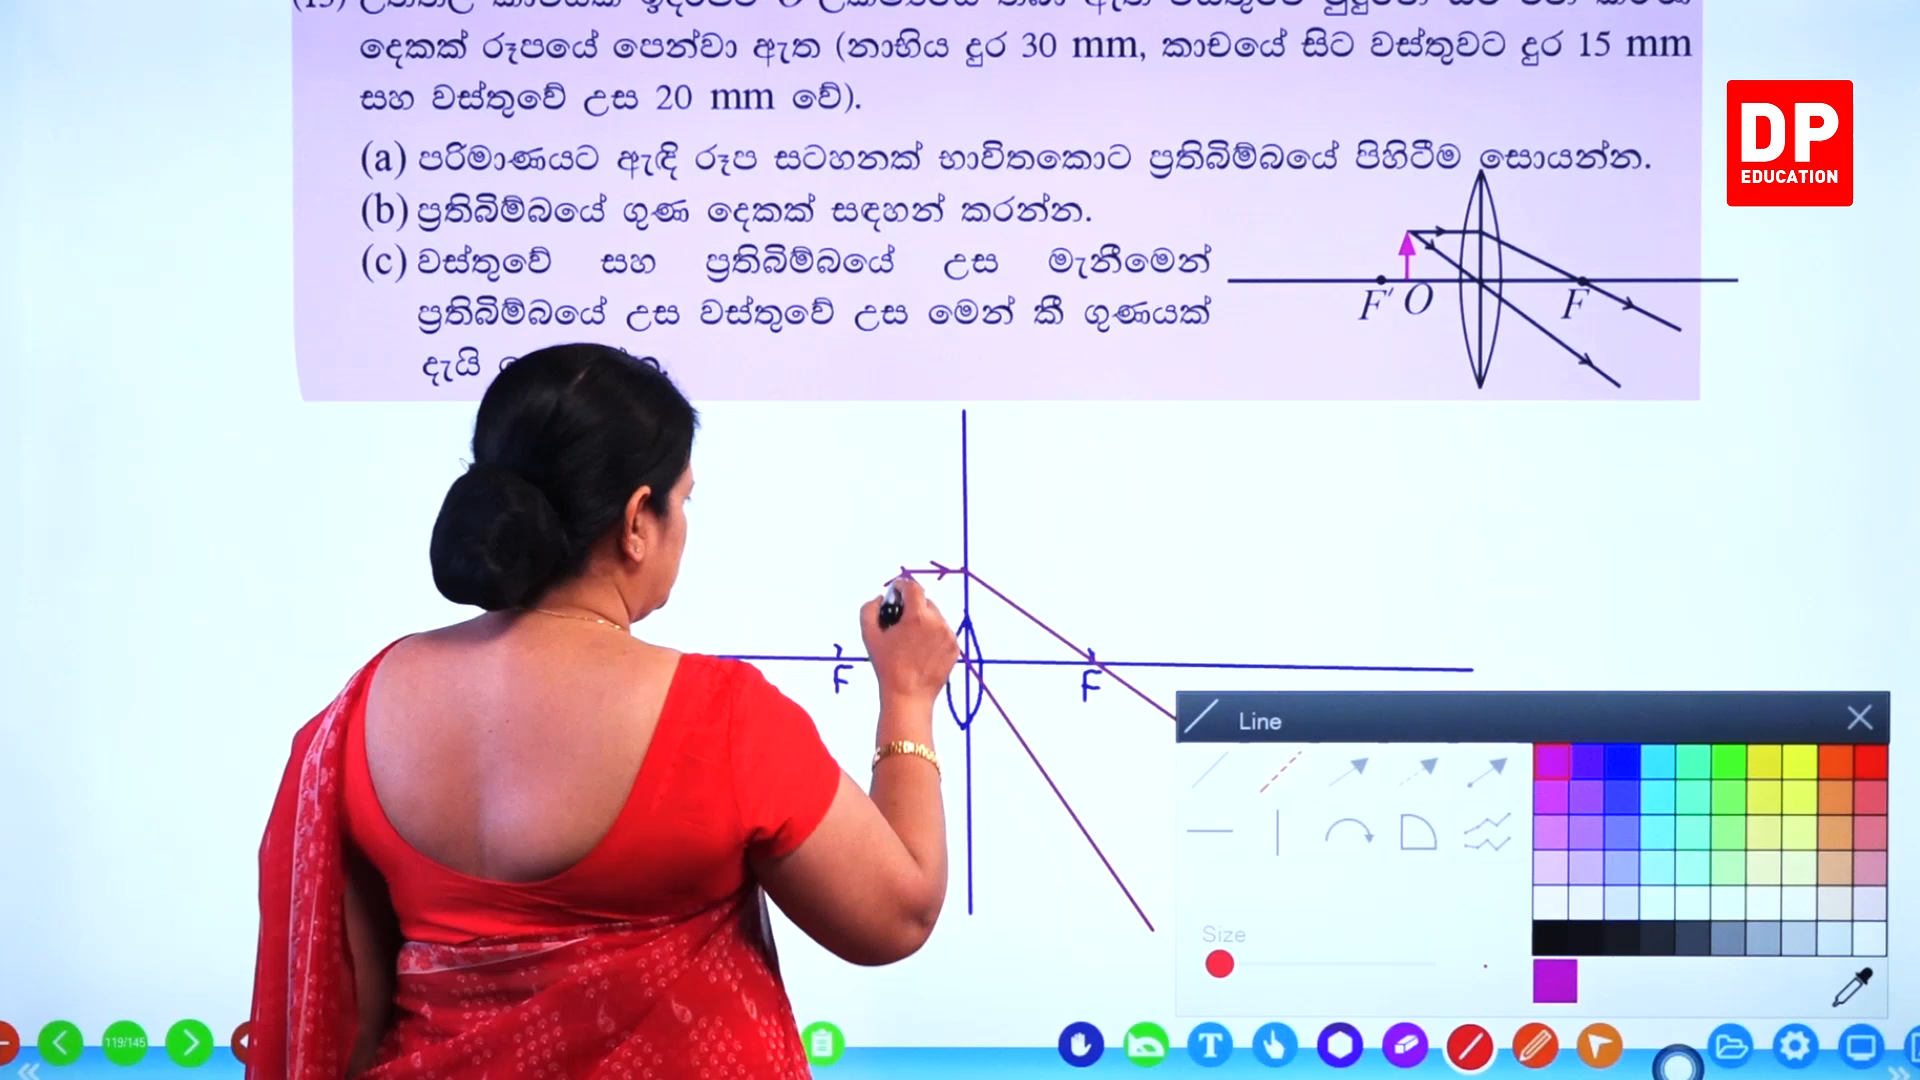 දෙකක් රූපයේ පෙන්වා ඇත (නාභිය දුර 30 mm, කාචයේ සිට වස්තුවට දුර 15 mm
සහ වස්තුවේ උස 20 mm වේ).
(a) පරිමාණයට ඇඳි රූප සටහනක් භාවිතකොට ප්‍රතිබිම්බයේ පිහිටීම සොයන්න.
(b) ප්‍රතිබිම්බයේ ගුණ දෙකක් සඳහන් කරන්න.
(c) වස්තුවේ සහ ප්‍රතිබිම්බයේ උස මැනීමෙන්
ප්‍රතිබිම්බයේ උස වස්තුවේ උස මෙන් කී ගුණයක්
දැයි
F' O F
DP
EDUCATION
F F
Line
Size
119/145
T